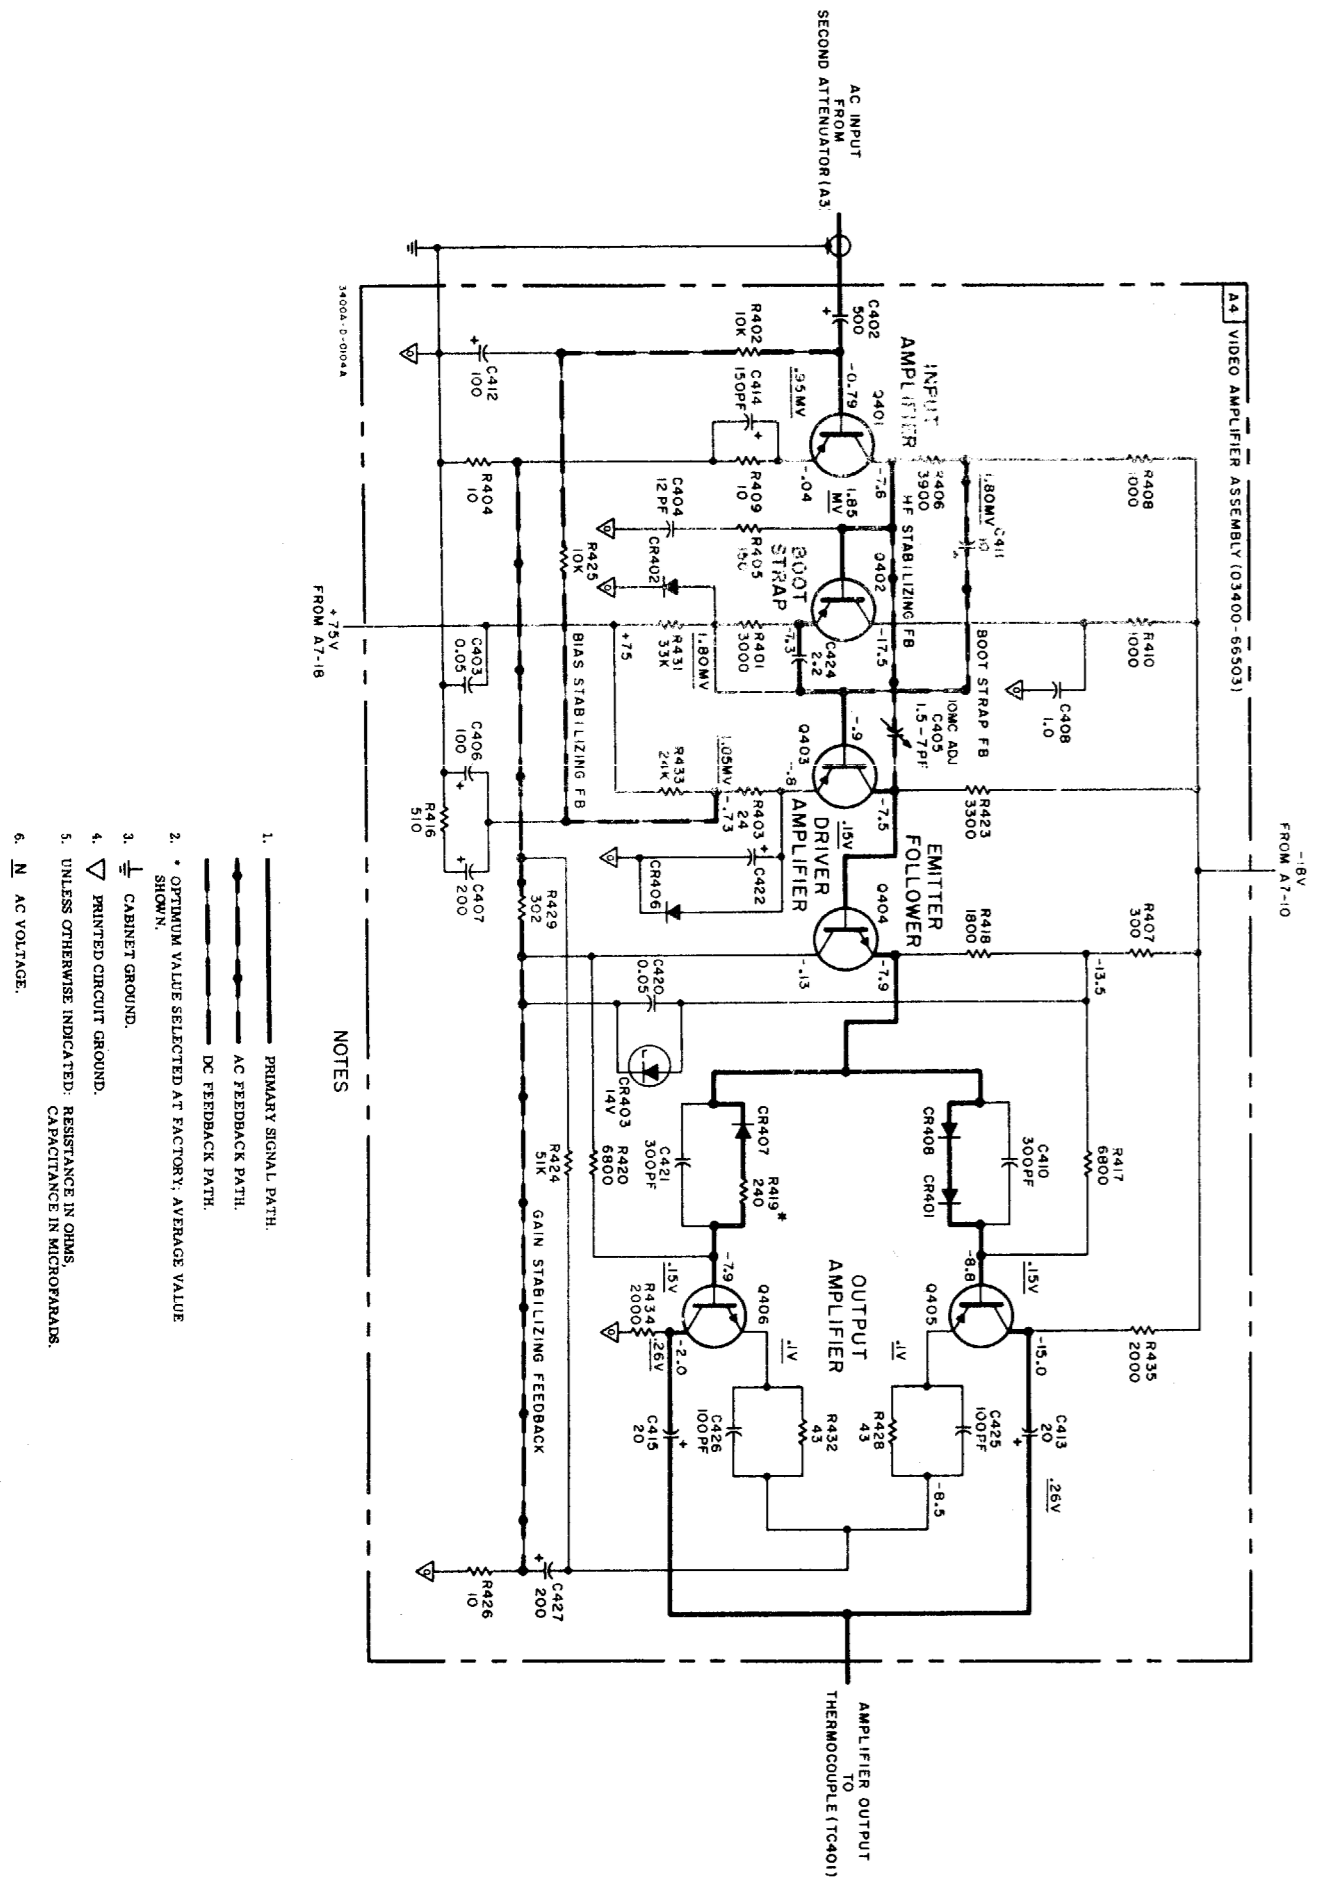 A4 VIDEO AMPLIFIER ASSEMBLY (03400-66503)
-18V
FROM A7-10
AC INPUT
FROM
SECOND ATTENUATOR (A3)
C402
500
INPUT
AMPLIFIER
-0.79
Q401
.95MV
R402
10K
C414
150PF
R409
10
-.04
1.85
MV
-7.6
R406
3900
1.80MV
C411
10
R408
1000
HF STABILIZING FB
Q402
BOOT
STRAP
C404
12PF
R405
CR402
-7.3
-17.5
C424
2.2
R401
3000
R431
33K
1.80MV
+75
R410
1000
C408
1.0
BOOT STRAP FB
10MC ADJ
C405
1.5-7PF
-.9
Q403
-.8
-7.5
R423
3300
DRIVER
AMPLIFIER
1.05MV
-.73
R433
24K
R403
24
C422
CR406
.15V
EMITTER
FOLLOWER
Q404
-.13
-7.9
R418
1800
R407
300
-13.5
C420
0.05
CR403
14V
R417
6800
C410
300PF
CR408
CR401
CR407
R419*
240
C421
300PF
R420
6800
R424
51K
-8.8
.15V
Q405
-15.0
R435
2000
OUTPUT
AMPLIFIER
-7.9
.15V
Q406
R434
2000
.26V
-2.0
.1V
.1V
C413
20
.26V
C425
100PF
R428
43
-8.5
R432
43
C426
100PF
C415
20
AMPLIFIER OUTPUT
TO
THERMOCOUPLE (TC401)
C412
100
R404
10
R425
10K
BIAS STABILIZING FB
C403
0.05
C406
100
R416
510
C407
200
R429
302
GAIN STABILIZING FEEDBACK
C427
200
R426
10
+75V
FROM A7-18
3400A-D-0104A
NOTES
1. PRIMARY SIGNAL PATH.
AC FEEDBACK PATH.
DC FEEDBACK PATH.
2. * OPTIMUM VALUE SELECTED AT FACTORY; AVERAGE VALUE
SHOWN.
3. CABINET GROUND.
4. PRINTED CIRCUIT GROUND.
5. UNLESS OTHERWISE INDICATED: RESISTANCE IN OHMS,
CAPACITANCE IN MICROFARADS.
6. N AC VOLTAGE.